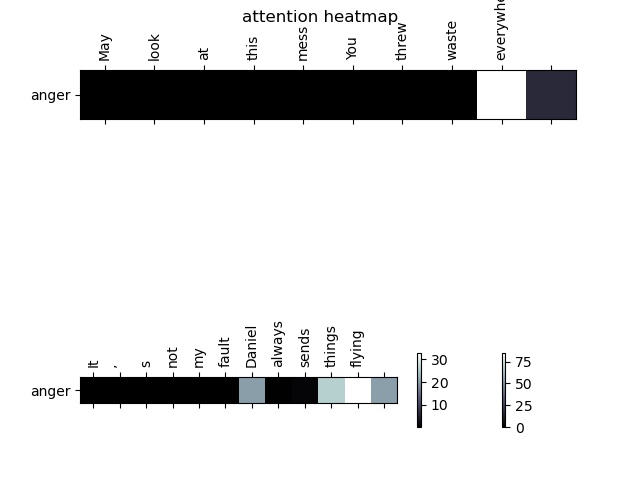 attention heatmap
May look at this mess You threw waste
anger
It , s not my fault Daniel always sends things flying
anger
30
20
10
75
50
25
0